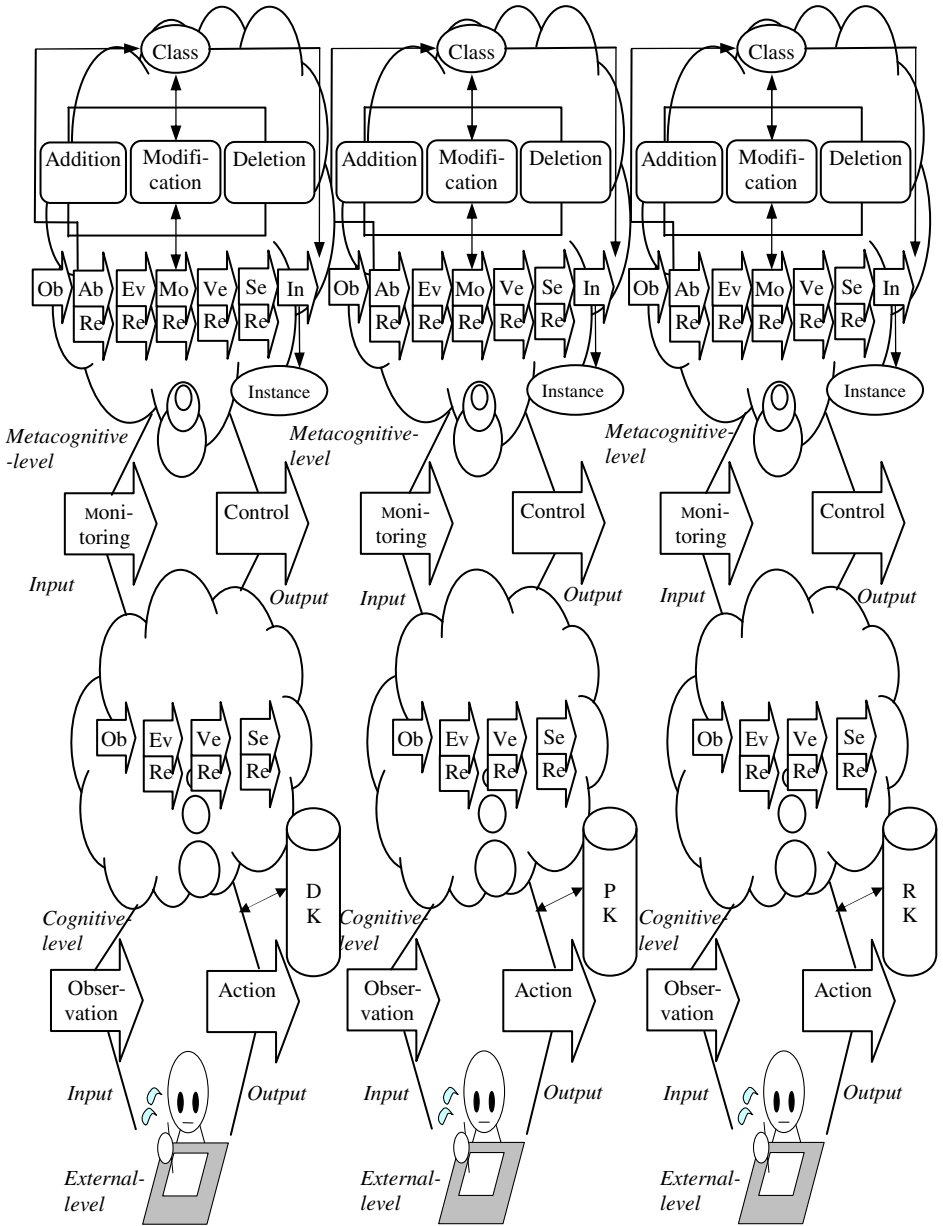 Class Class Class
Addition Modifi- Deletion Addition Modifi- Deletion Addition Modifi- Deletion
cation cation cation
Ob Ab Ev Mo Ve Se In Ob Ab Ev Mo Ve Se In Ob Ab Ev Mo Ve Se In
Re Re Re Re Re Re Re Re Re Re Re Re Re Re Re
Instance Instance Instance
Metacognitive Metacognitive- Metacognitive-
-level level level
Moni- Control Moni- Control Moni- Control
toring toring toring
Input Output Input Output Input Output
Ob Ev Ve Se Ob Ev Ve Se Ob Ev Ve Se
Re Re Re Re Re Re Re Re Re
D P R
K K K
Cognitive- Cognitive- Cognitive-
level level level
Obser- Action Obser- Action Obser- Action
vation vation vation
Input Output Input Output Input Output
External- External- External-
level level level